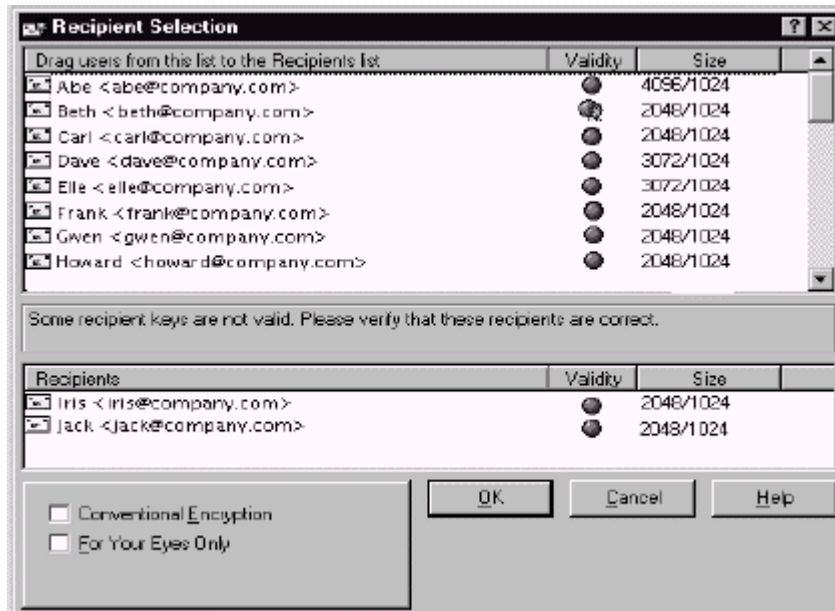 Recipient Selection
Drag users from this list to the Recipients list Validity Size
Abe <abe@company.com> 4096/1024
Beth <beth@company.com> 2048/1024
Carl <carl@company.com> 2048/1024
Dave <dave@company.com> 3072/1024
Elle <elle@company.com> 3072/1024
Frank <frank@company.com> 2048/1024
Gwen <gwen@company.com> 2048/1024
Howard <howard@company.com> 2048/1024
Some recipient keys are not valid. Please verify that these recipients are correct.
Recipients Validity Size
Iris <iris@company.com> 2048/1024
Jack <jack@company.com> 2048/1024
OK Cancel Help
Conventional Encryption
For Your Eyes Only